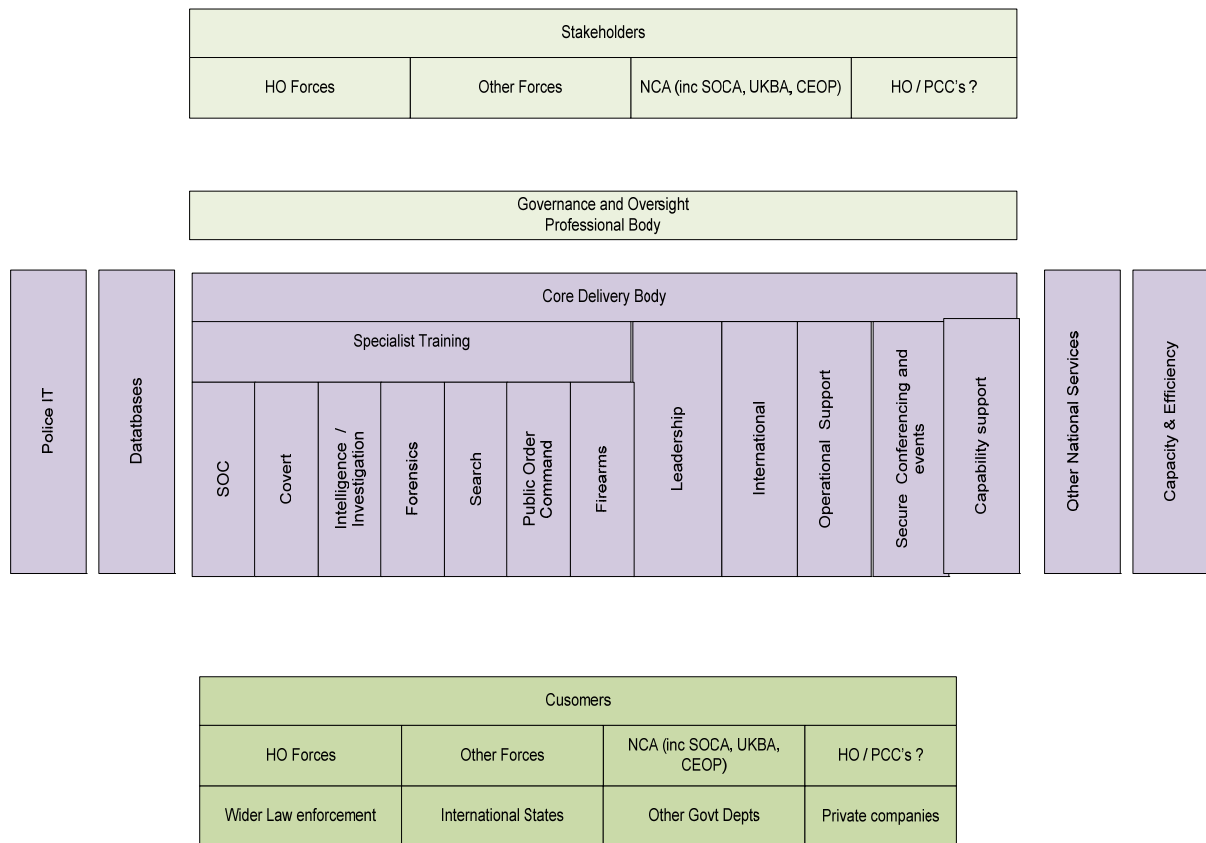 Stakeholders
HO Forces
Other Forces
NCA (inc SOCA, UKBA, CEOP)
HO / PCC's ?
Governance and Oversight
Professional Body
Police IT
Datatbases
Core Delivery Body
Specialist Training
SOC
Covert
Intelligence /
Investigation
Forensics
Search
Public Order
Command
Firearms
Leadership
International
Operational Support
Secure Conferencing and
events
Capability support
Other National Services
Capacity & Efficiency
Cusomers
HO Forces
Other Forces
NCA (inc SOCA, UKBA,
CEOP)
HO / PCC's ?
Wider Law enforcement
International States
Other Govt Depts
Private companies